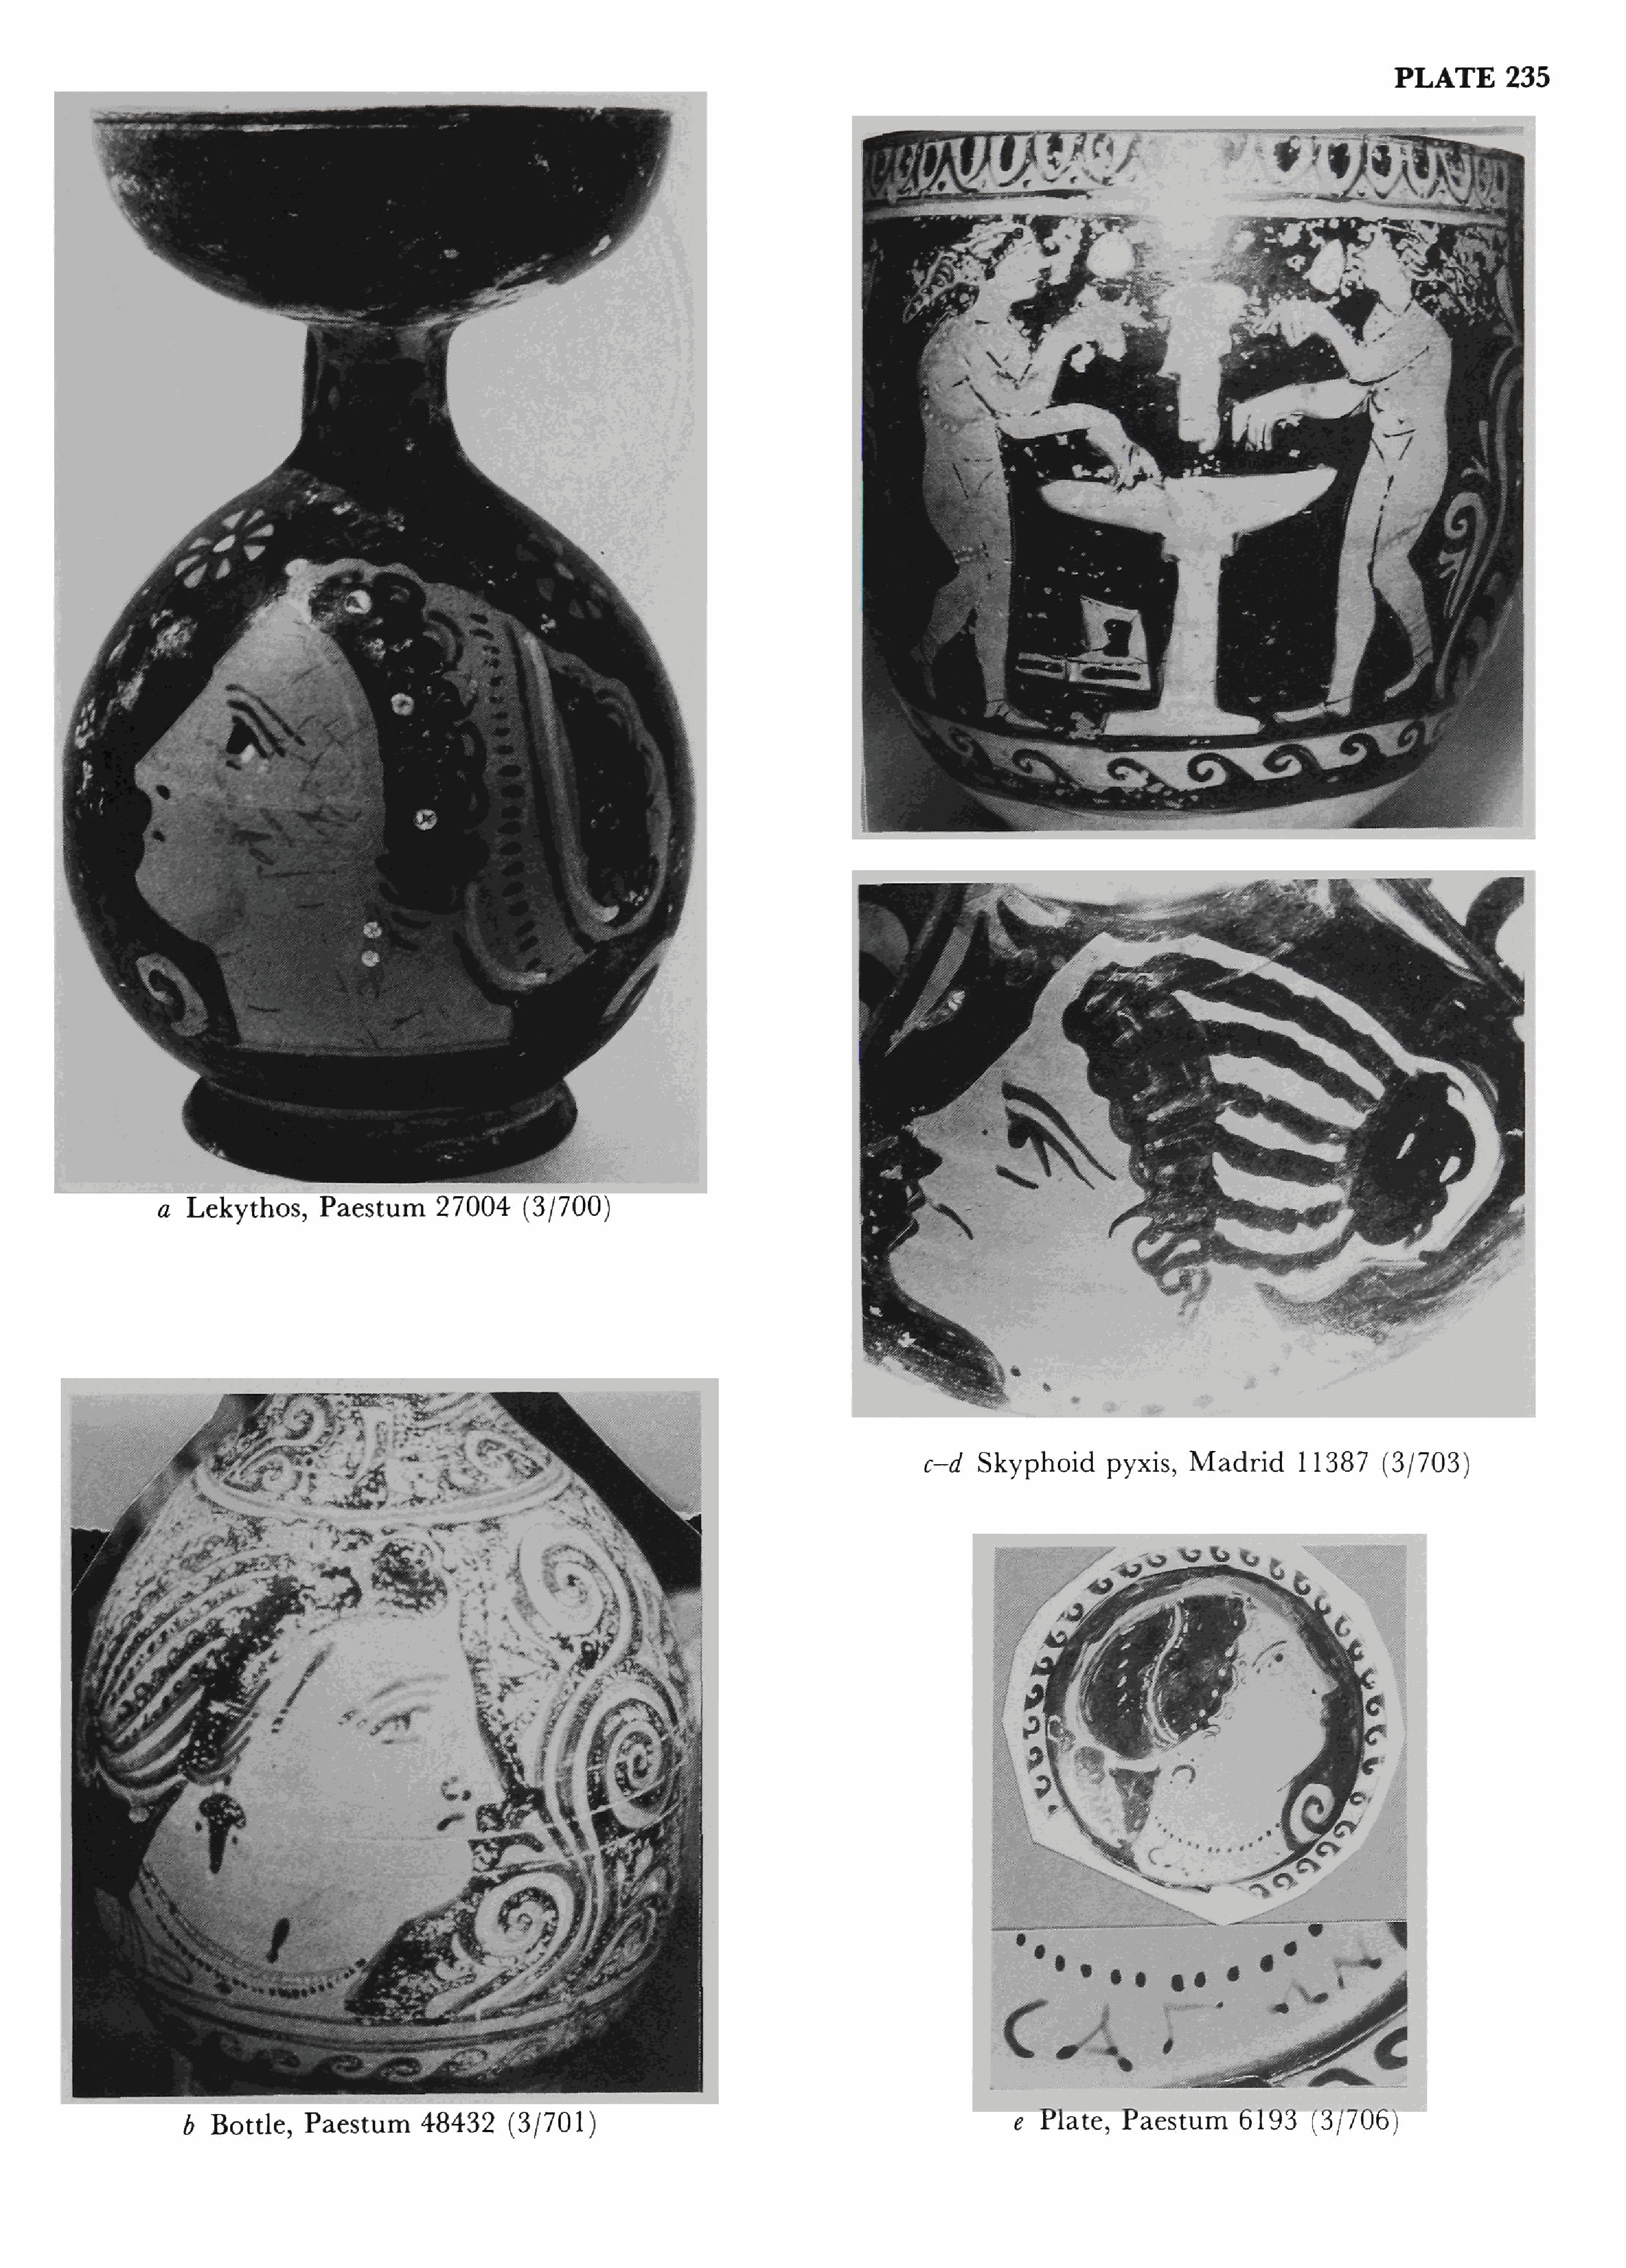 PLATE 235
a Lekythos, Paestum 27004 (3/700)
c–d Skyphoid pyxis, Madrid 11387 (3/703)
b Bottle, Paestum 48432 (3/701)
e Plate, Paestum 6193 (3/706)